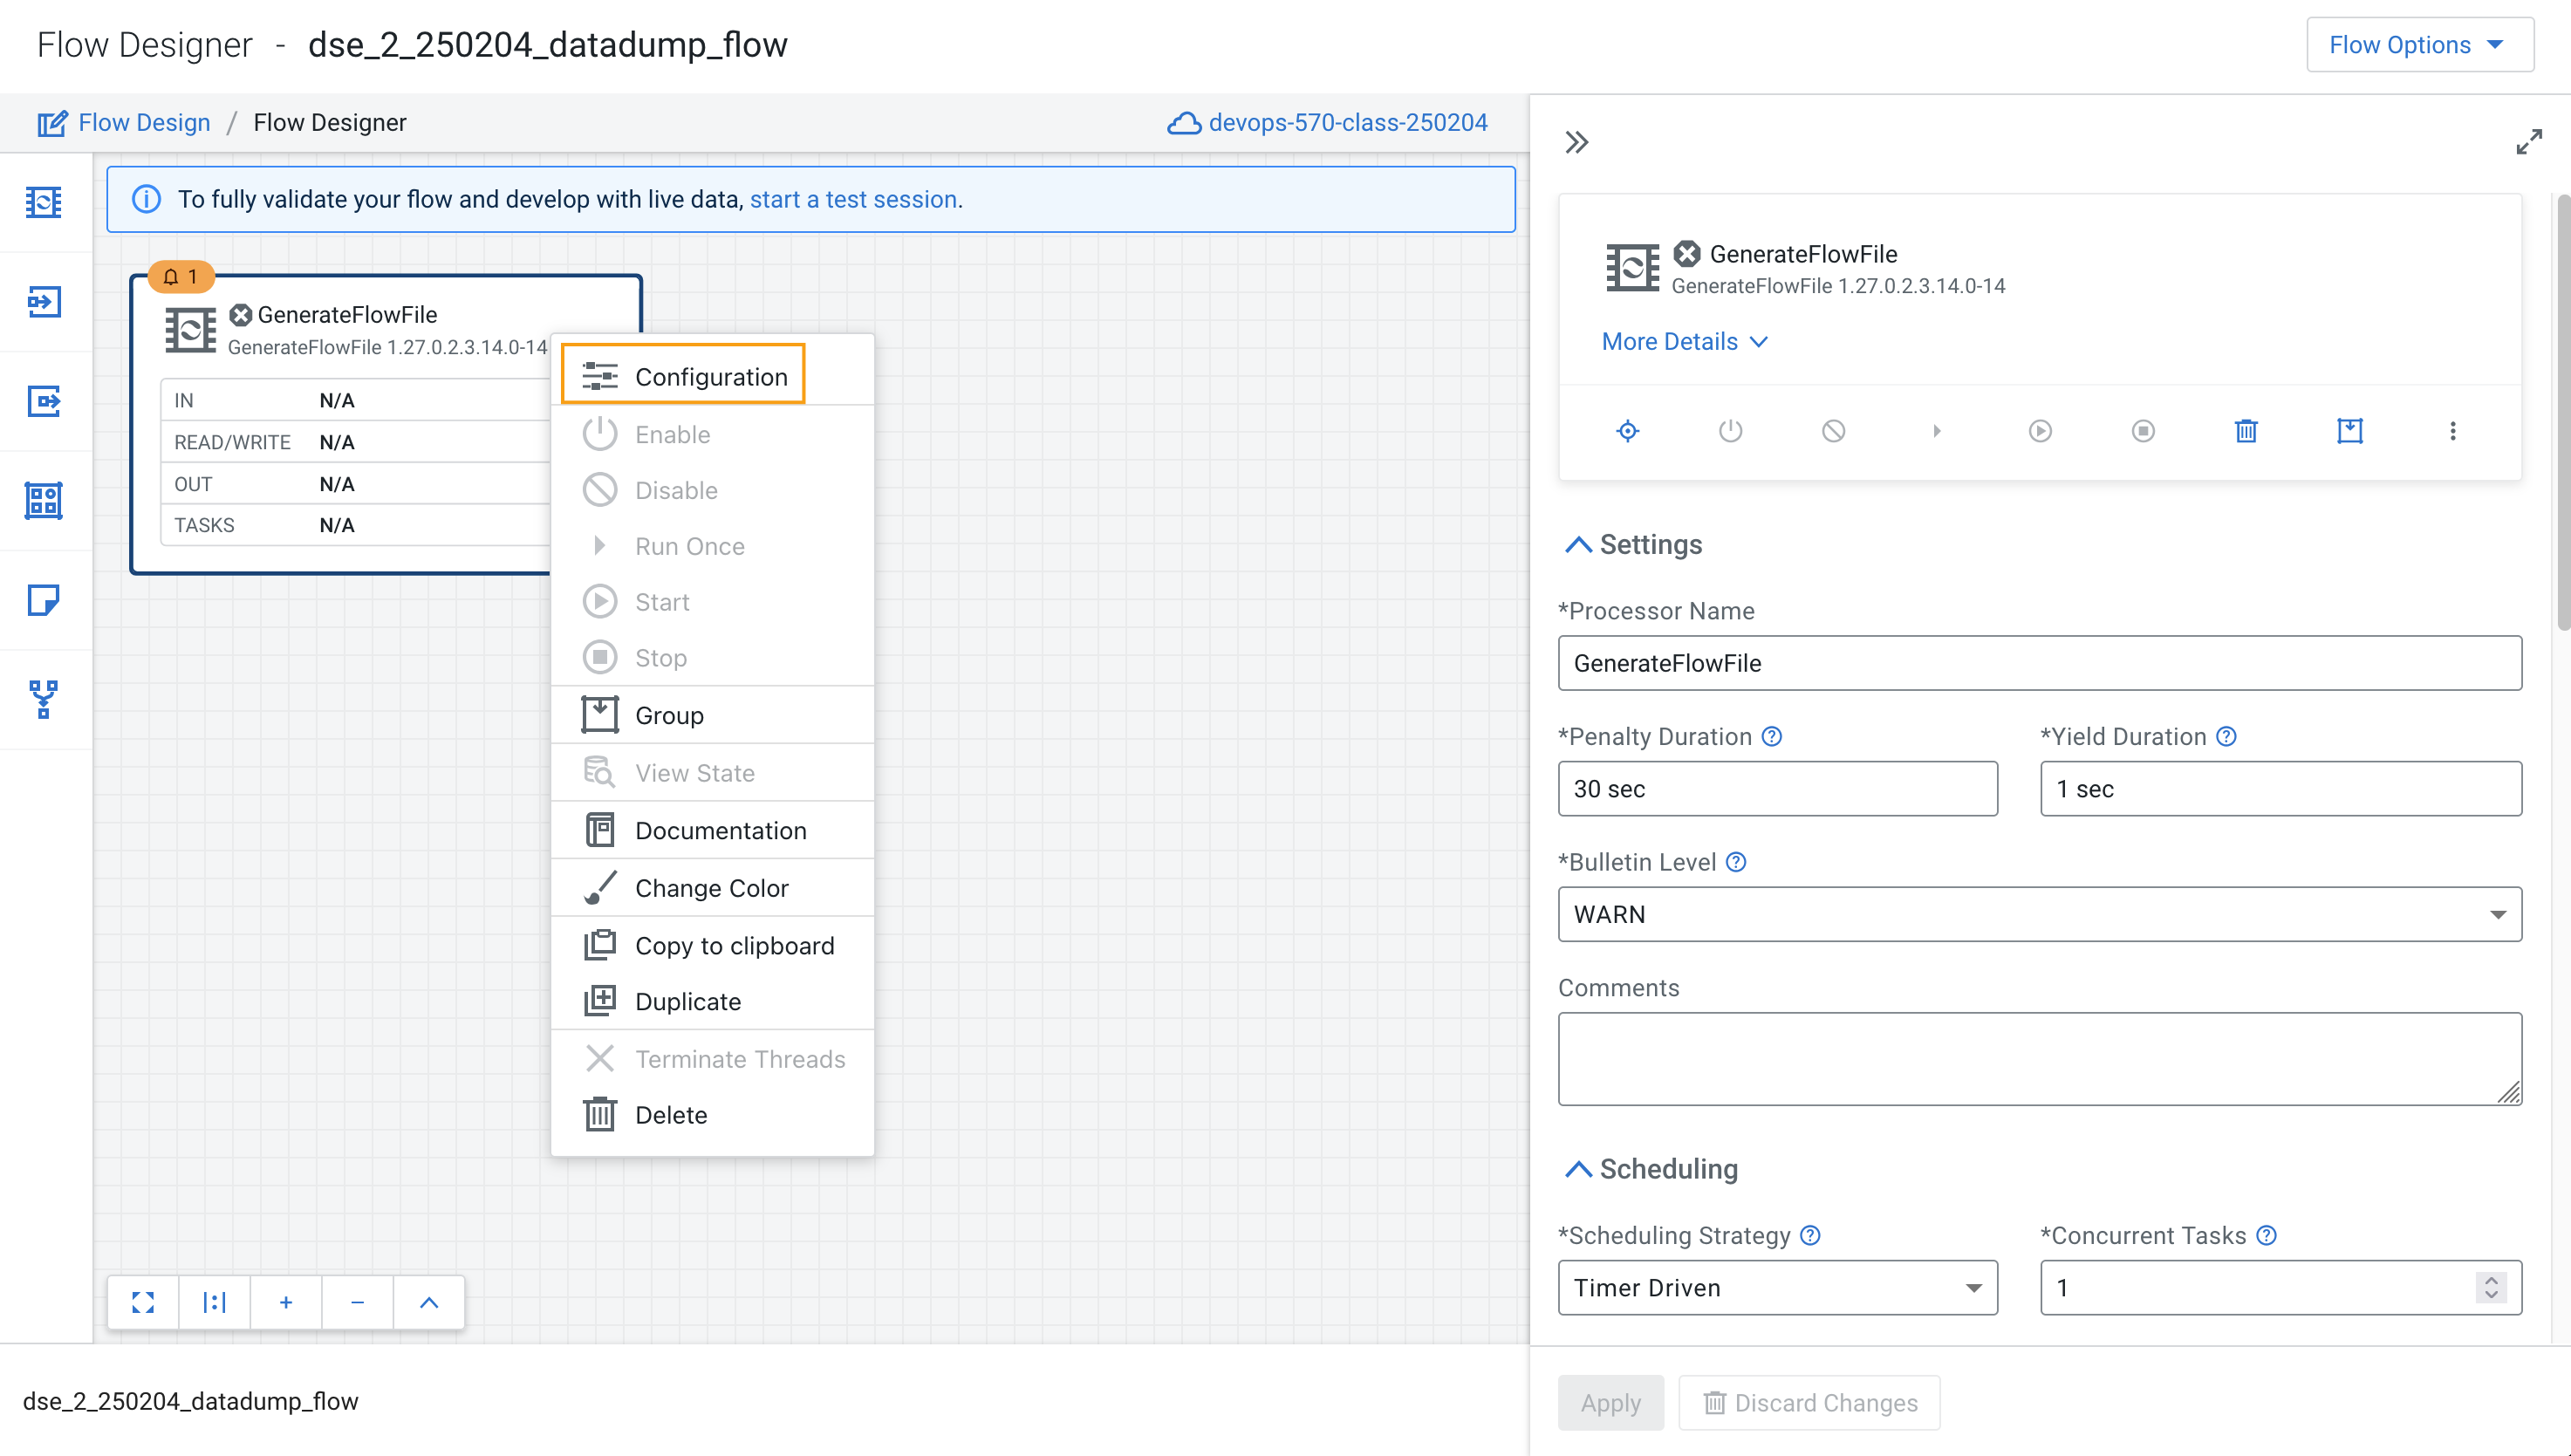 Flow Designer - dse_2_250204_datadump_flow
Flow Options
Flow Design / Flow Designer
devops-570-class-250204
To fully validate your flow and develop with live data, start a test session.
1
GenerateFlowFile
GenerateFlowFile 1.27.0.2.3.14.0-14
IN N/A
READ/WRITE N/A
OUT N/A
TASKS N/A
Configuration
Enable
Disable
Run Once
Start
Stop
Group
View State
Documentation
Change Color
Copy to clipboard
Duplicate
Terminate Threads
Delete
dse_2_250204_datadump_flow
GenerateFlowFile
GenerateFlowFile 1.27.0.2.3.14.0-14
More Details
Settings
*Processor Name
GenerateFlowFile
*Penalty Duration *Yield Duration
30 sec 1 sec
*Bulletin Level
WARN
Comments
Scheduling
*Scheduling Strategy *Concurrent Tasks
Timer Driven 1
Apply Discard Changes